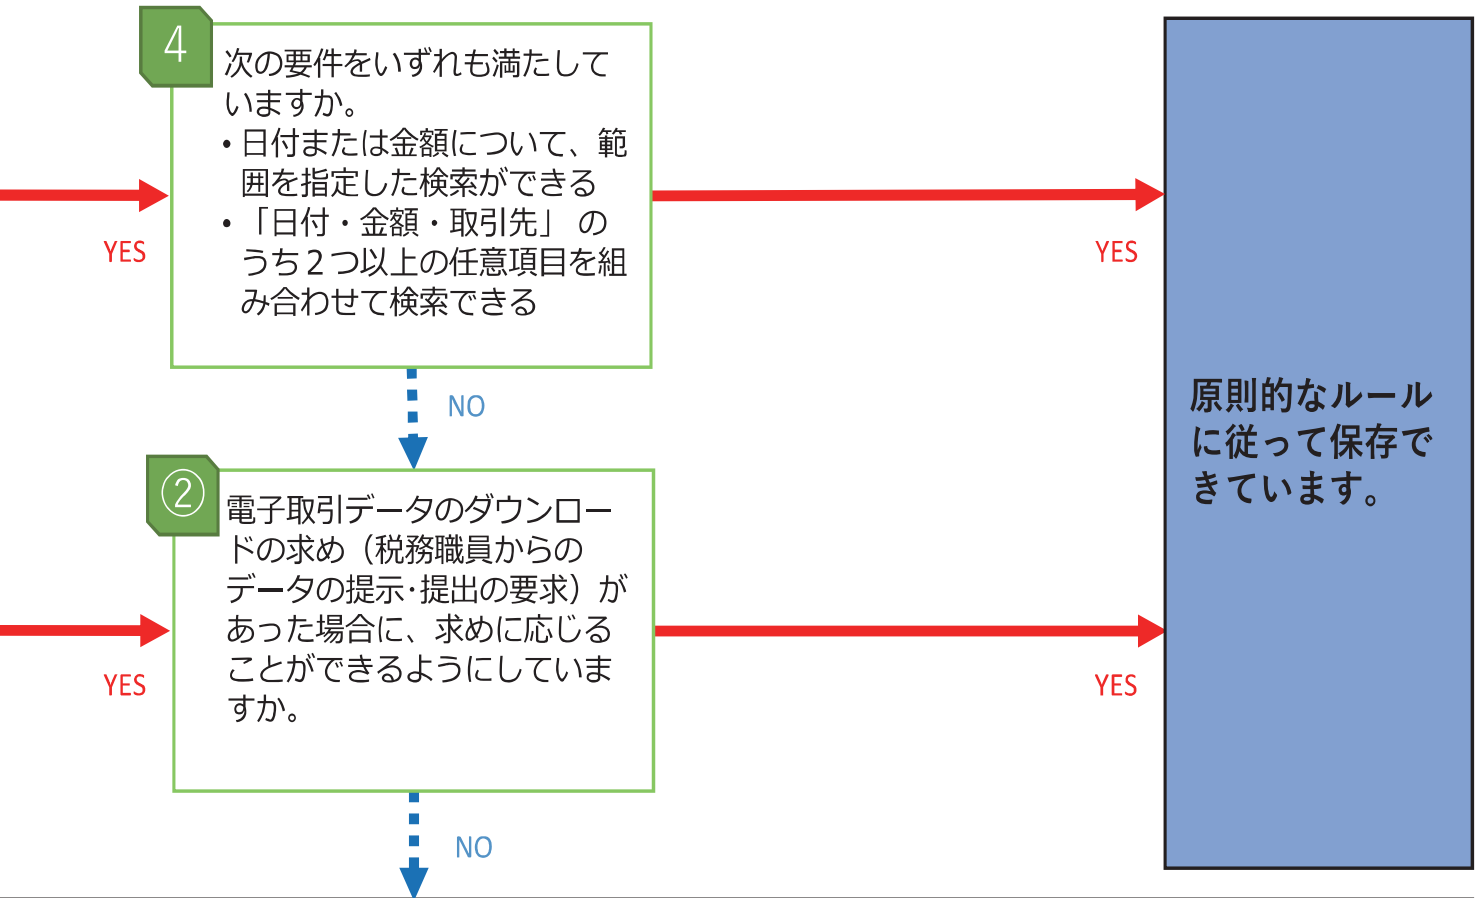 4
次の要件をいずれも満たして
いますか。
・日付または金額について、範
囲を指定した検索ができる
・「日付・金額・取引先」 の
うち２つ以上の任意項目を組
み合わせて検索できる
YES
YES
NO
②
電子取引データのダウンロー
ドの求め（税務職員からの
データの提示・提出の要求）が
あった場合に、求めに応じる
ことができるようにしていま
すか。
YES
YES
NO
原則的なルール
に従って保存で
きています。